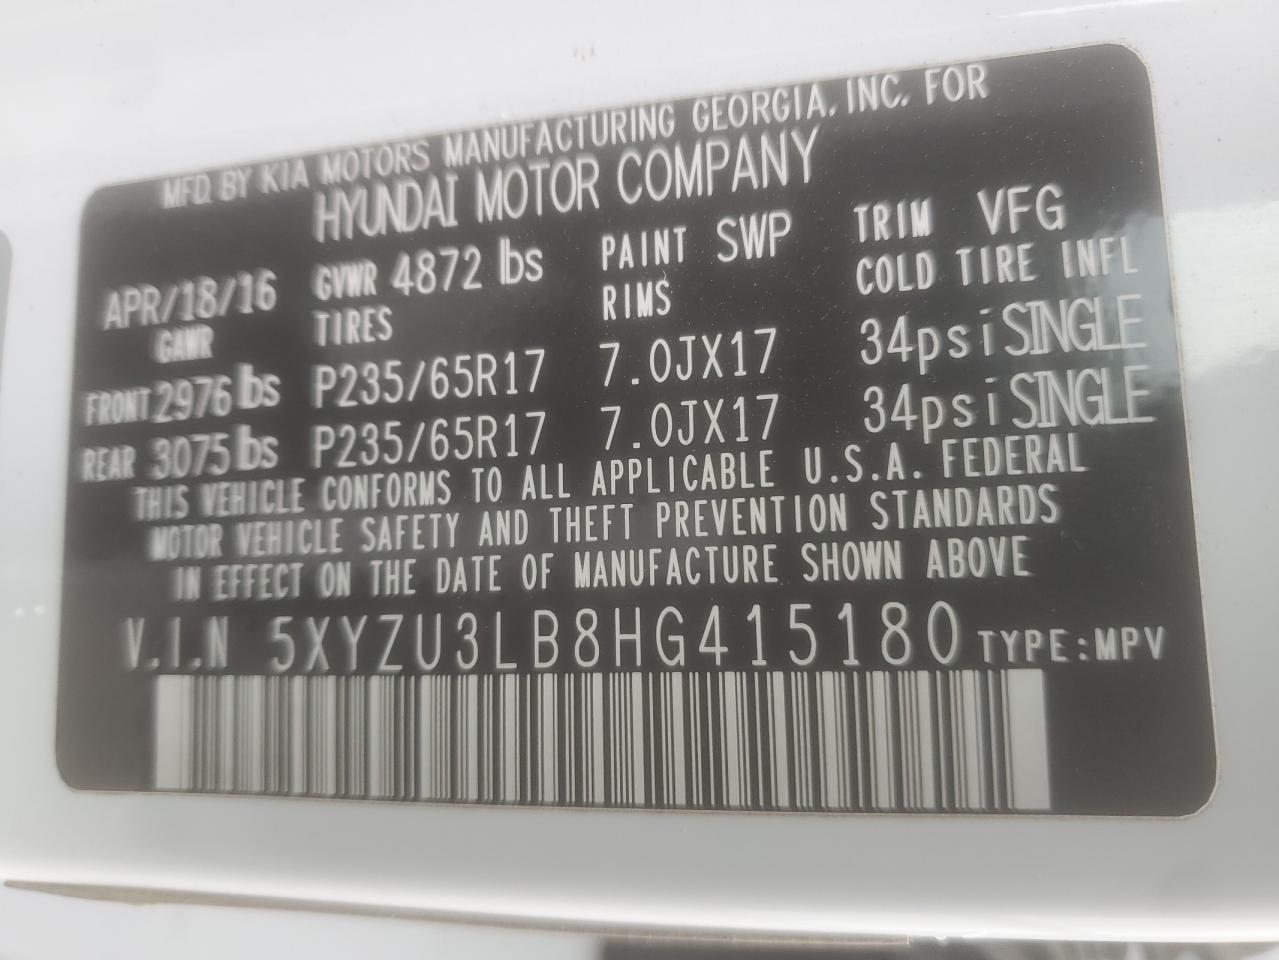 MFD. BY KIA MOTORS MANUFACTURING GEORGIA, INC. FOR
HYUNDAI MOTOR COMPANY
APR/18/16 GVWR 4872 lbs PAINT SWP TRIM VFG
GAWR TIRES RIMS COLD TIRE INFL
FRONT 2976 lbs P235/65R17 7.0JX17 34psi SINGLE
REAR 3075 lbs P235/65R17 7.0JX17 34psi SINGLE
THIS VEHICLE CONFORMS TO ALL APPLICABLE U.S.A. FEDERAL
MOTOR VEHICLE SAFETY AND THEFT PREVENTION STANDARDS
IN EFFECT ON THE DATE OF MANUFACTURE SHOWN ABOVE
V.I.N 5XYZU3LB8HG415180 TYPE:MPV